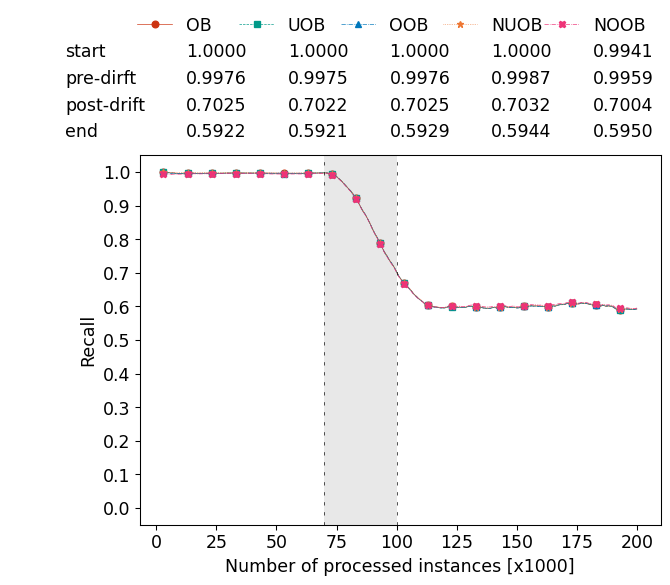 OB UOB OOB NUOB NOOB
start 1.0000 1.0000 1.0000 1.0000 0.9941
pre-dirft 0.9976 0.9975 0.9976 0.9987 0.9959
post-drift 0.7025 0.7022 0.7025 0.7032 0.7004
end 0.5922 0.5921 0.5929 0.5944 0.5950
1.0
0.9
0.8
0.7
0.6
0.5
0.4
0.3
0.2
0.1
0.0
Recall
0 25 50 75 100 125 150 175 200
Number of processed instances [x1000]